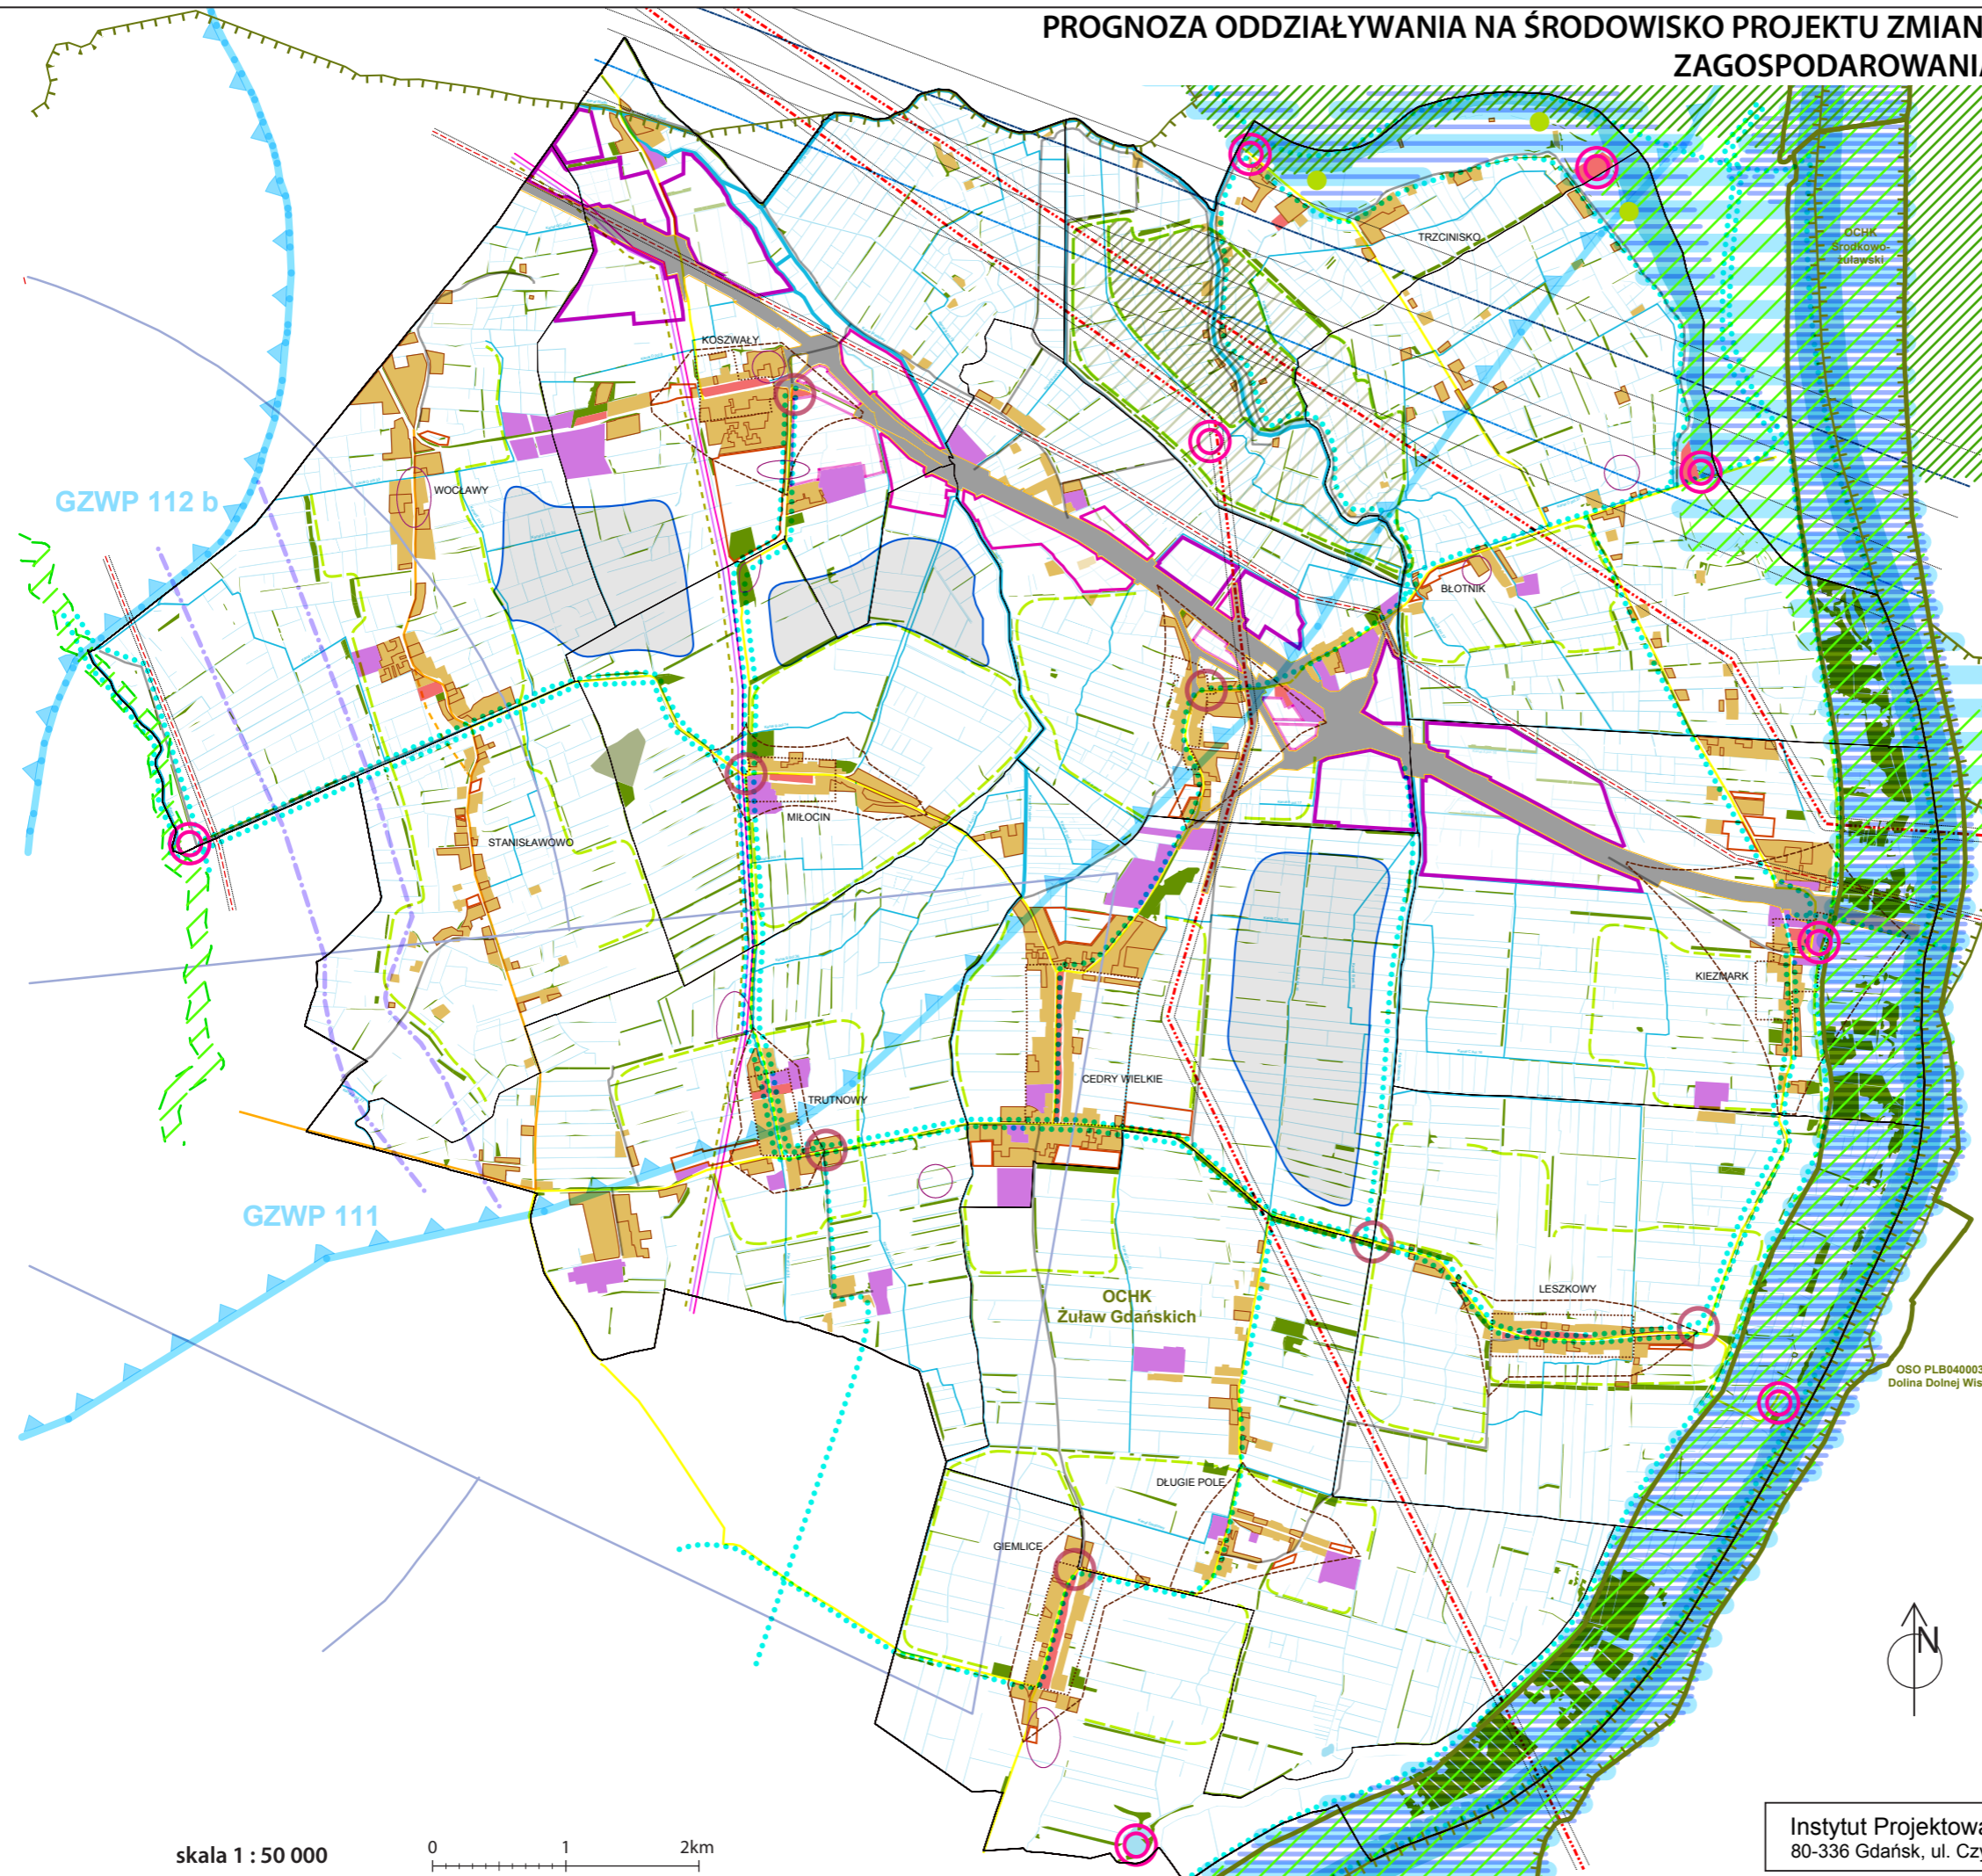 PROGNOZA ODDZIAŁYWANIA NA ŚRODOWISKO PROJEKTU ZMIAN
ZAGOSPODAROWANIA
OCHK
Środkowo-
żuławski
TRZCINISKO
KOSZWAŁY
WOCŁAWY
GZWP 112 b
BŁOTNIK
MIŁOCIN
STANISŁAWOWO
KIEZMARK
CEDRY WIELKIE
TRUTNOWY
GZWP 111
OCHK
Żuław Gdańskich
LESZKOWY
OSO PLB040003
Dolina Dolnej Wis
DŁUGIE POLE
GIEMLICE
N
skala 1 : 50 000
0 1 2km
Instytut Projektowa
80-336 Gdańsk, ul. Czy